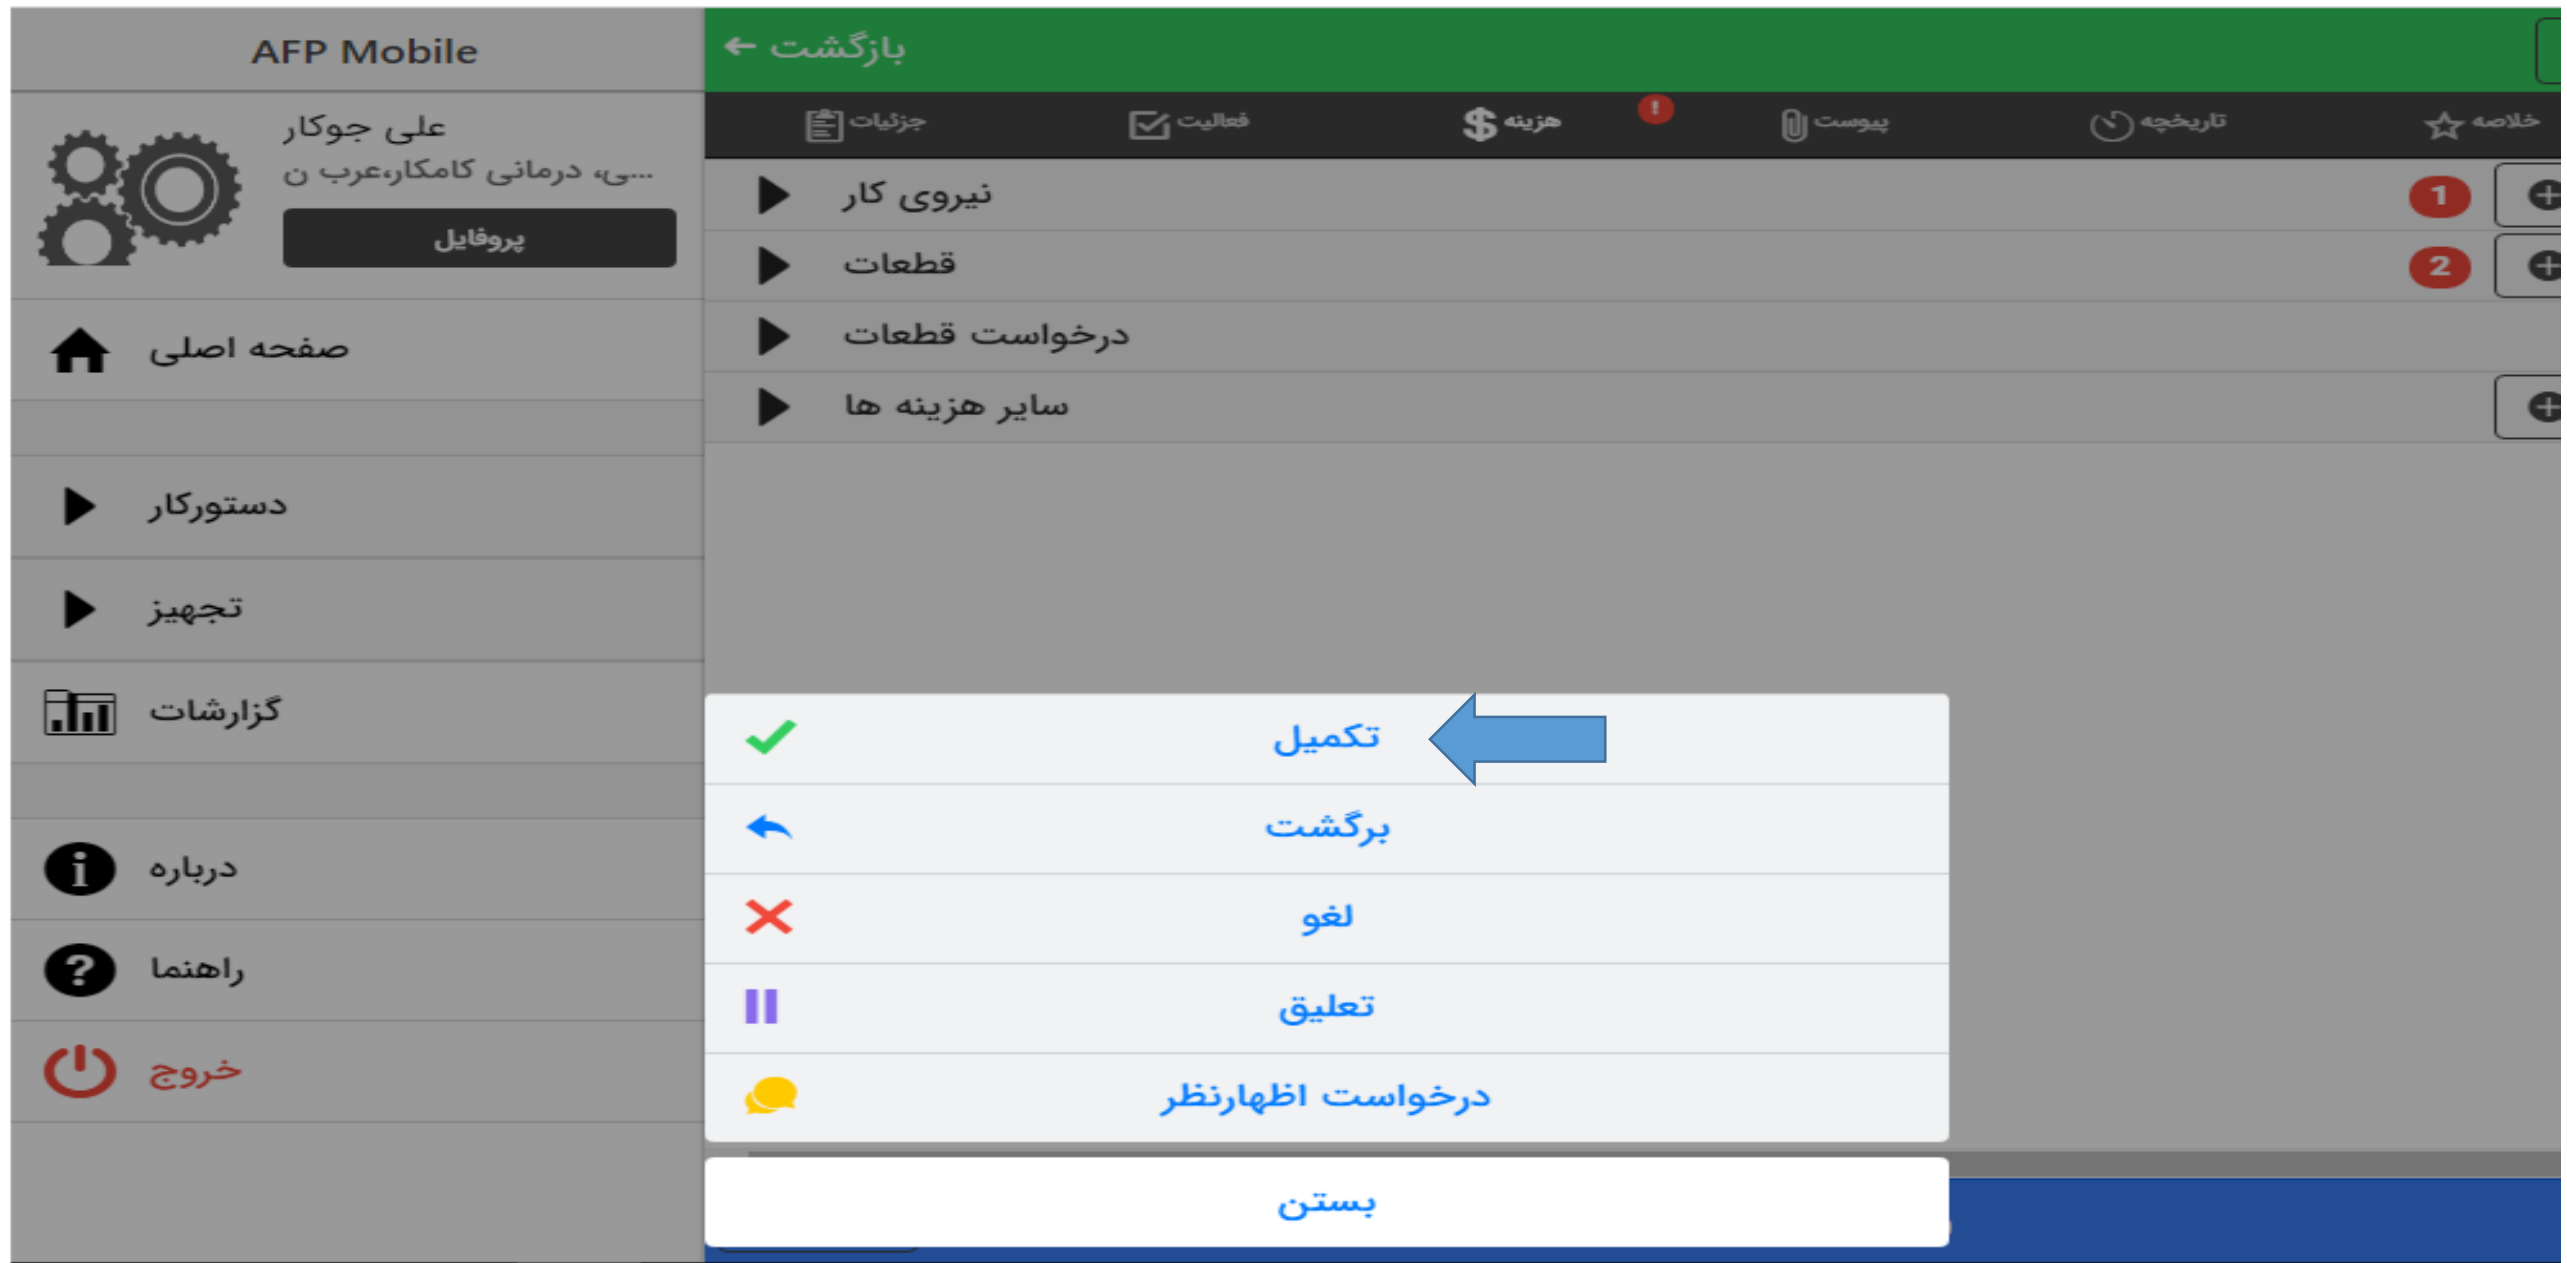 AFP Mobile
علی جوکار
...ی، درمانی کامکار،عرب ن
پروفایل
صفحه اصلی
دستورکار
تجهیز
گزارشات
درباره
راهنما
خروج
بازگشت
جزئیات
فعالیت
هزینه
!
پیوست
تاریخچه
خلاصه
نیروی کار
1
قطعات
2
درخواست قطعات
سایر هزینه ها
تکمیل
برگشت
لغو
تعلیق
درخواست اظهارنظر
بستن